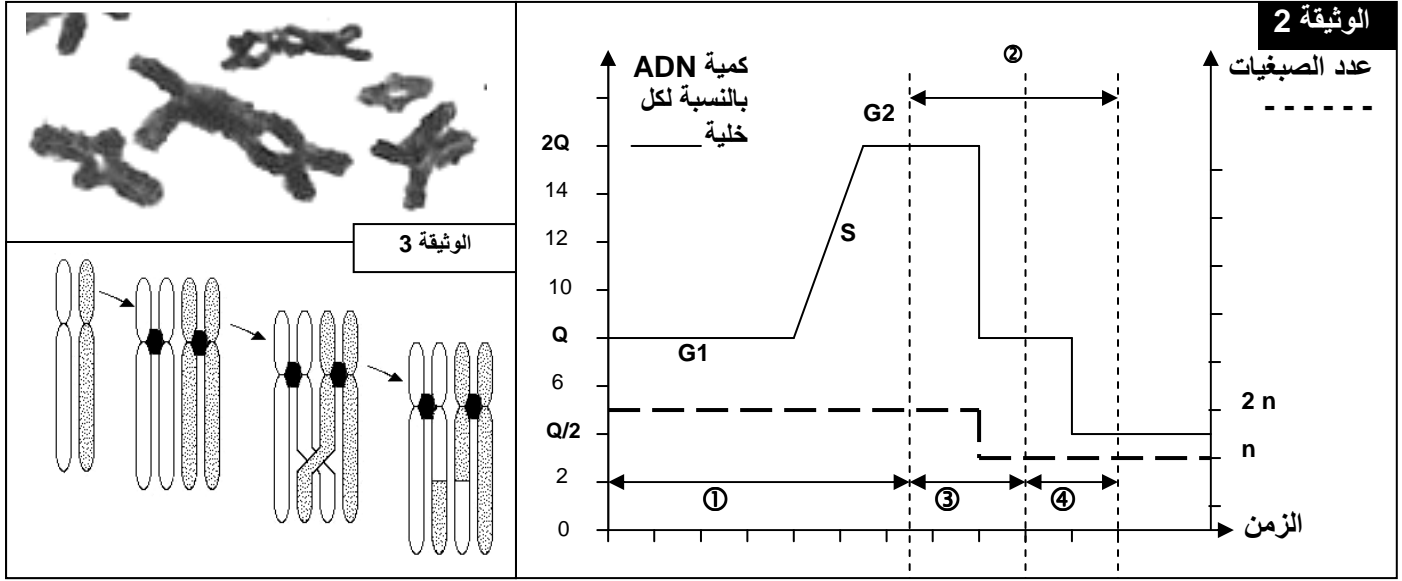 الوثيقة 2
كمية ADN
بالنسبة لكل
خلية
عدد الصبغيات
②
G2
2Q
14
12
S
10
Q
G1
6
2 n
Q/2
n
2
①
③
④
0
الزمن
الوثيقة 3